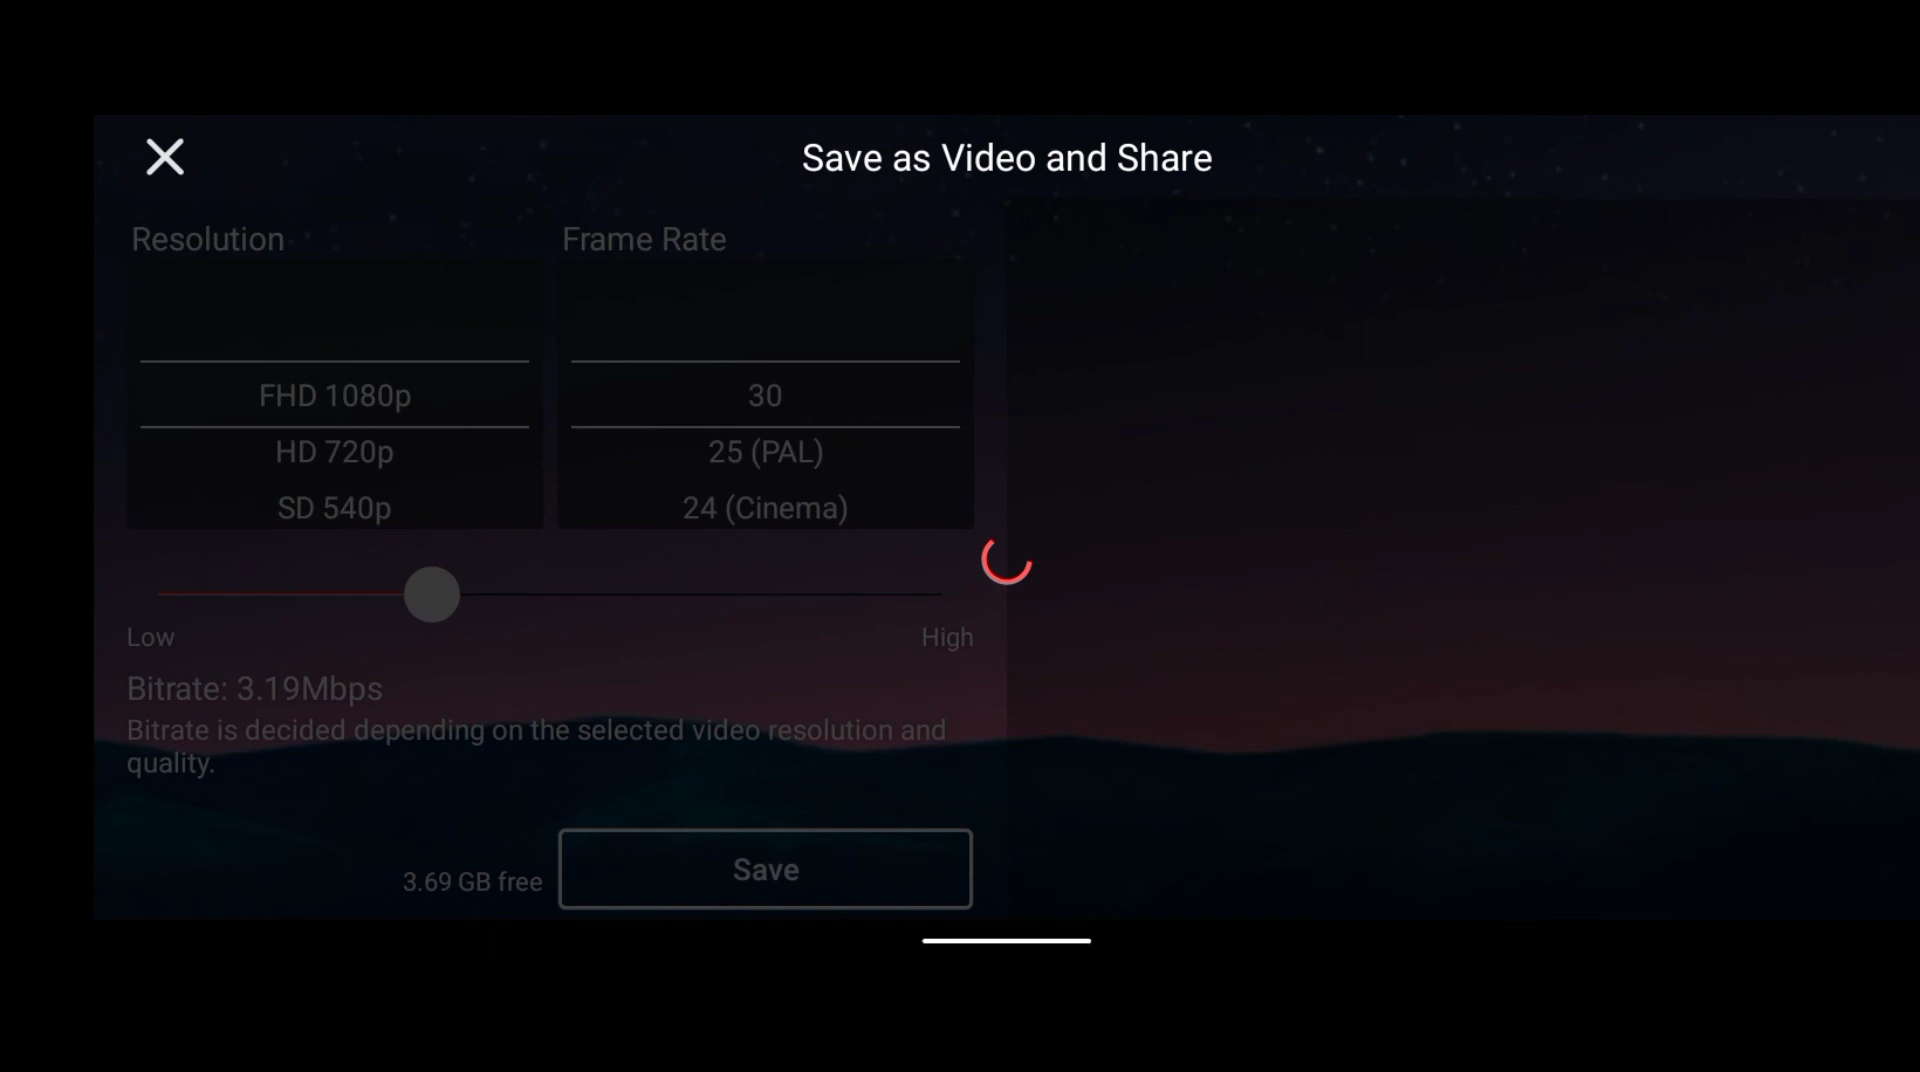 Save as Video and Share
Resolution
Frame Rate
FHD 1080p
HD 720p
SD 540p
30
25 (PAL)
24 (Cinema)
Low
High
Bitrate: 3.19Mbps
Bitrate is decided depending on the selected video resolution and
quality.
3.69 GB free
Save